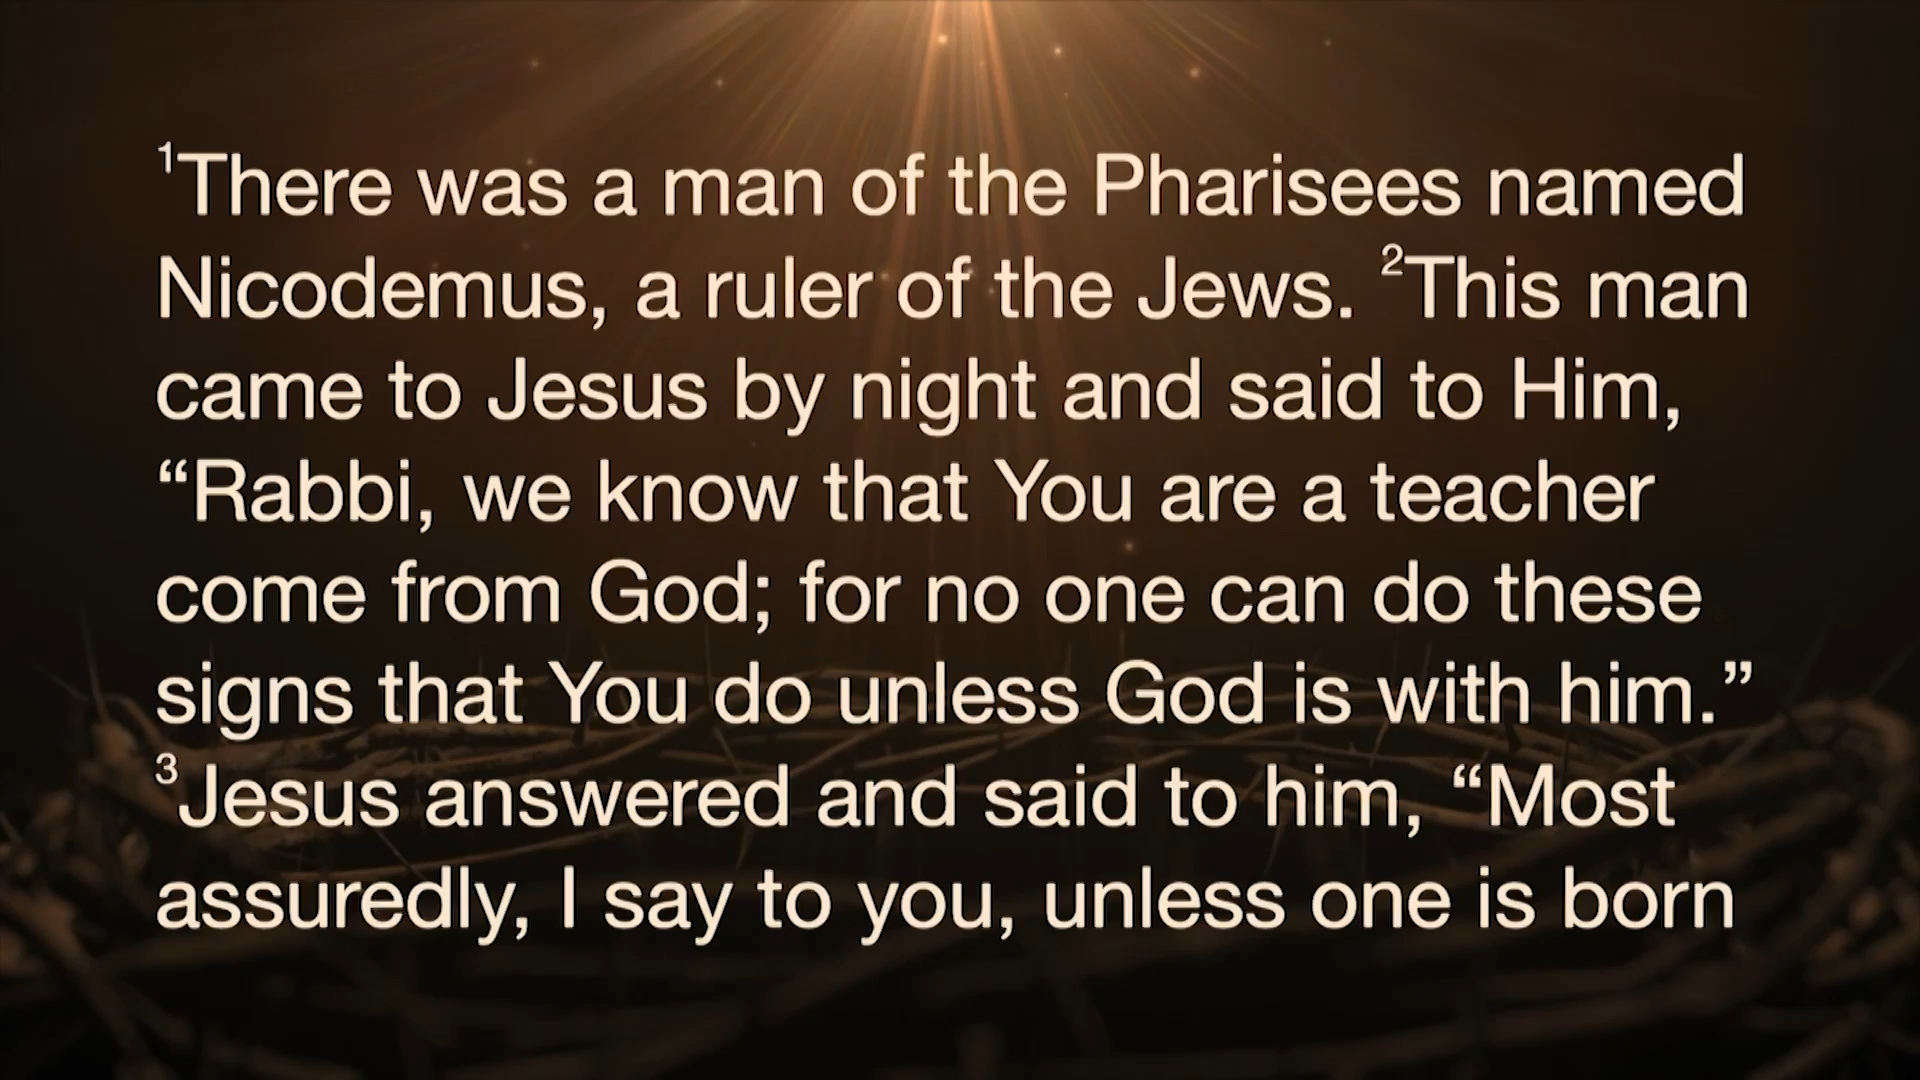 ¹There was a man of the Pharisees named
Nicodemus, a ruler of the Jews. ²This man
came to Jesus by night and said to Him,
“Rabbi, we know that You are a teacher
come from God; for no one can do these
signs that You do unless God is with him.”
³Jesus answered and said to him, “Most
assuredly, I say to you, unless one is born